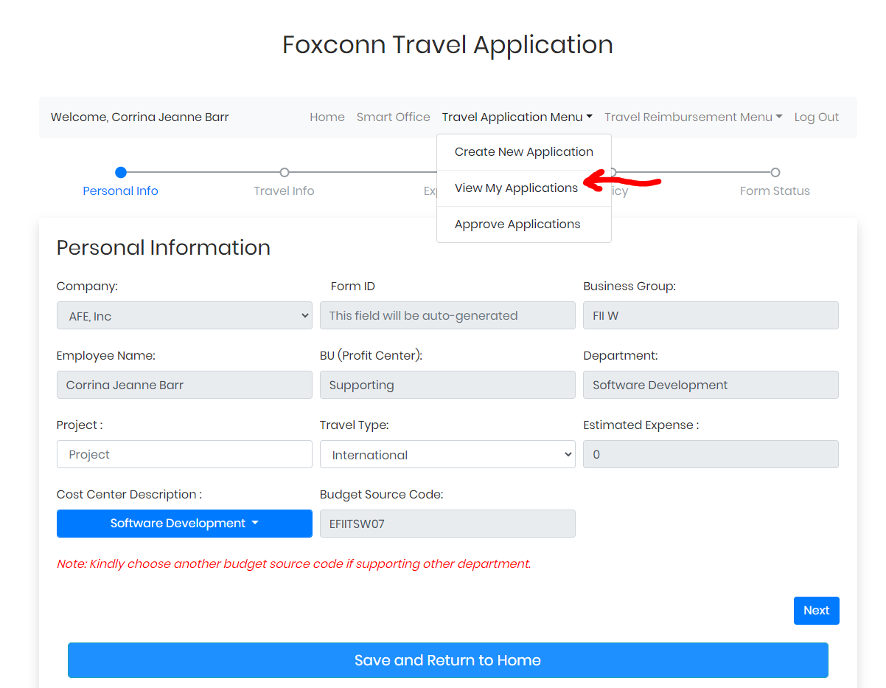 Foxconn Travel Application
Welcome, Corrina Jeanne Barr Home Smart Office Travel Application Menu Travel Reimbursement Menu Log Out
Create New Application
View My Applications
Approve Applications
Personal Info Travel Info Form Status
Personal Information
Company: Form ID Business Group:
AFE, Inc This field will be auto-generated FII W
Employee Name: BU (Profit Center): Department:
Corrina Jeanne Barr Supporting Software Development
Project : Travel Type: Estimated Expense :
Project International 0
Cost Center Description : Budget Source Code:
Software Development EFIITSW07
Note: Kindly choose another budget source code if supporting other department.
Next
Save and Return to Home